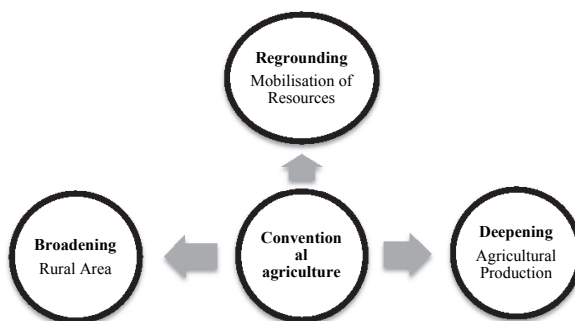 Regrounding
Mobilisation of
Resources
Broadening
Rural Area
Convention
al
agriculture
Deepening
Agricultural
Production